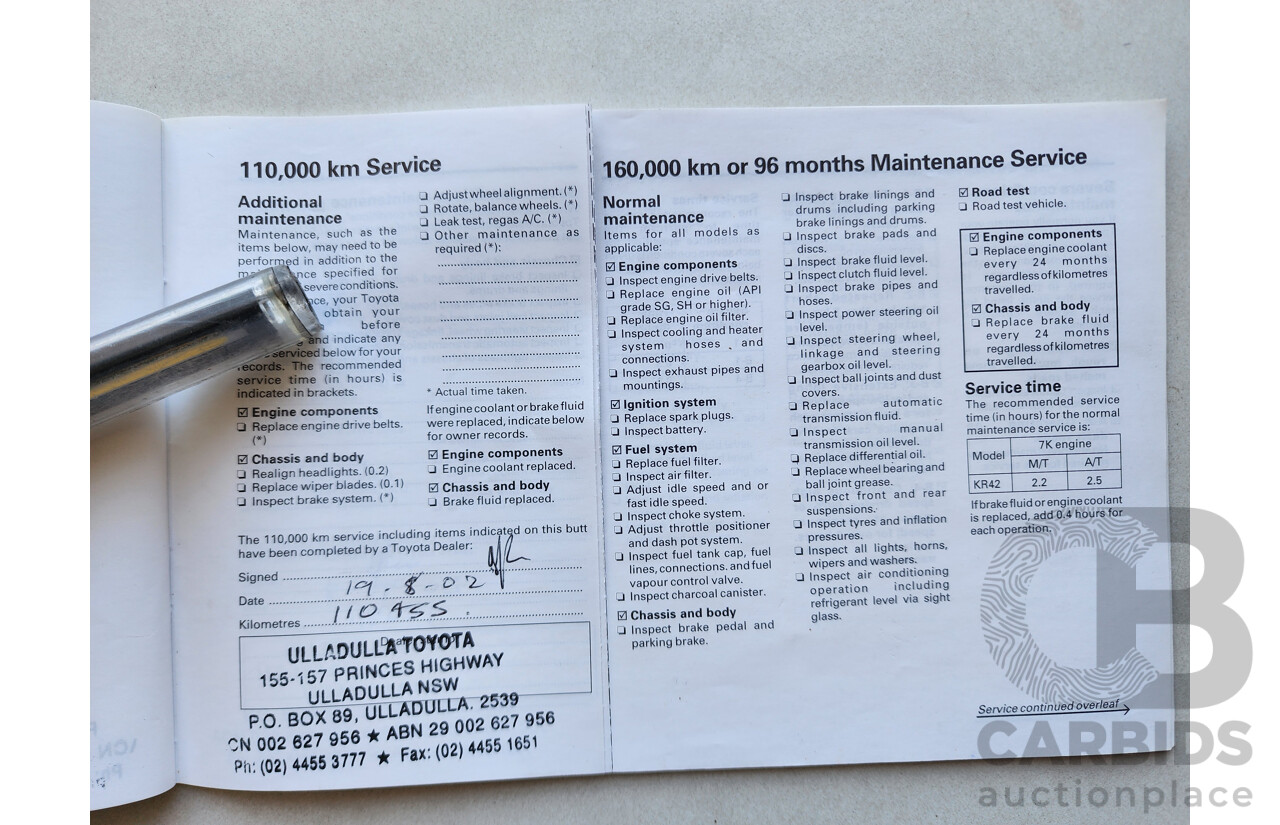 110,000 km Service
Additional
maintenance
Maintenance, such as the
items below, may need to be
performed in addition to the
specified for
severe conditions.
your Toyota
obtain your
before
and indicate any
serviced below for your
records. The recommended
service time (in hours) is
indicated in brackets.
☑ Engine components
❏ Replace engine drive belts.
(*)
☑ Chassis and body
❏ Realign headlights. (0.2)
❏ Replace wiper blades. (0.1)
❏ Inspect brake system. (*)
❏ Adjust wheel alignment. (*)
❏ Rotate, balance wheels. (*)
❏ Leak test, regas A/C. (*)
❏ Other maintenance as
required (*):
* Actual time taken.
If engine coolant or brake fluid
were replaced, indicate below
for owner records.
☑ Engine components
❏ Engine coolant replaced.
☑ Chassis and body
❏ Brake fluid replaced.
The 110,000 km service including items indicated on this butt
have been completed by a Toyota Dealer:
Signed
Date 19.8-02
Kilometres 110 455.
ULLADULLA TOYOTA
155-157 PRINCES HIGHWAY
ULLADULLA NSW
P.O. BOX 89, ULLADULLA. 2539
CN 002 627 956 ★ ABN 29 002 627 956
Ph: (02) 4455 3777 ★ Fax: (02) 4455 1651
160,000 km or 96 months Maintenance Service
Normal
maintenance
Items for all models as
applicable:
☑ Engine components
❏ Inspect engine drive belts.
❏ Replace engine oil (API
grade SG, SH or higher).
❏ Replace engine oil filter.
❏ Inspect cooling and heater
system hoses and
connections.
❏ Inspect exhaust pipes and
mountings.
☑ Ignition system
❏ Replace spark plugs.
❏ Inspect battery.
☑ Fuel system
❏ Replace fuel filter.
❏ Inspect air filter.
❏ Adjust idle speed and or
fast idle speed.
❏ Inspect choke system.
❏ Adjust throttle positioner
and dash pot system.
❏ Inspect fuel tank cap, fuel
lines, connections. and fuel
vapour control valve.
❏ Inspect charcoal canister.
☑ Chassis and body
❏ Inspect brake pedal and
parking brake.
❏ Inspect brake linings and
drums including parking
brake linings and drums.
❏ Inspect brake pads and
discs.
❏ Inspect brake fluid level.
❏ Inspect clutch fluid level.
❏ Inspect brake pipes and
hoses.
❏ Inspect power steering oil
level.
❏ Inspect steering wheel,
linkage and steering
gearbox oil level.
❏ Inspect ball joints and dust
covers.
❏ Replace automatic
transmission fluid.
❏ Inspect manual
transmission oil level.
❏ Replace differential oil.
❏ Replace wheel bearing and
ball joint grease.
❏ Inspect front and rear
suspensions.
❏ Inspect tyres and inflation
pressures.
❏ Inspect all lights, horns,
wipers and washers.
❏ Inspect air conditioning
operation including
refrigerant level via sight
glass.
☑ Road test
❏ Road test vehicle.
☑ Engine components
❏ Replace engine coolant
every 24 months
regardless of kilometres
travelled.
☑ Chassis and body
❏ Replace brake fluid
every 24 months
regardless of kilometres
travelled.
Service time
The recommended service
time (in hours) for the normal
maintenance service is:
Model 7K engine
M/T A/T
KR42 2.2 2.5
If brake fluid or engine coolant
is replaced, add 0.4 hours for
each operation.
Service continued overleaf
CB
CARBIDS
auctionplace